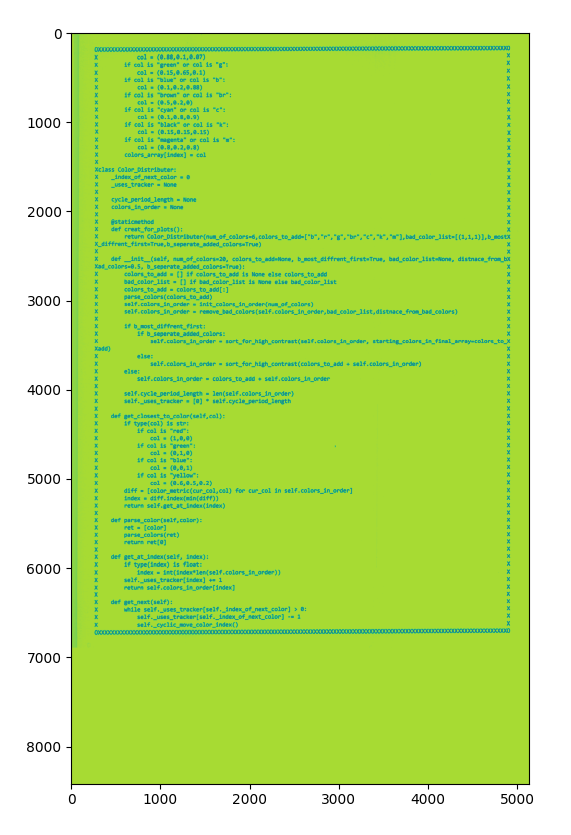 0
1000
2000
3000
4000
5000
6000
7000
8000
col = (0.88,0.1,0.07)
if col is "green" or col is "g":
col = (0.15,0.65,0.1)
if col is "blue" or col is "b":
col = (0.1,0.2,0.88)
if col is "brown" or col is "br":
col = (0.5,0.2,0)
if col is "cyan" or col is "c":
col = (0.1,0.8,0.9)
if col is "black" or col is "k":
col = (0.15,0.15,0.15)
if col is "magenta" or col is "m":
col = (0.8,0.2,0.8)
colors_array[index] = col
class Color_Distributer:
_index_of_next_color = 0
_uses_tracker = None
cycle_period_length = None
colors_in_order = None
@staticmethod
def creat_for_plots():
return Color_Distributer(num_of_colors=6,colors_to_add=["b","r","g","br","c","k","m"],bad_color_list=[(1,1,1)],b_most
_diffrent_first=True,b_seperate_added_colors=True)
def __init__(self, num_of_colors=20, colors_to_add=None, b_most_diffrent_first=True, bad_color_list=None, distnace_from_b
ad_colors=0.5, b_seperate_added_colors=True):
colors_to_add = [] if colors_to_add is None else colors_to_add
bad_color_list = [] if bad_color_list is None else bad_color_list
colors_to_add = colors_to_add[:]
parse_colors(colors_to_add)
self.colors_in_order = init_colors_in_order(num_of_colors)
self.colors_in_order = remove_bad_colors(self.colors_in_order,bad_color_list,distnace_from_bad_colors)
if b_most_diffrent_first:
if b_seperate_added_colors:
self.colors_in_order = sort_for_high_contrast(self.colors_in_order, starting_colors_in_final_array=colors_to_
add)
else:
self.colors_in_order = sort_for_high_contrast(colors_to_add + self.colors_in_order)
else:
self.colors_in_order = colors_to_add + self.colors_in_order
self.cycle_period_length = len(self.colors_in_order)
self._uses_tracker = [0] * self.cycle_period_length
def get_closest_to_color(self,col):
if type(col) is str:
if col is "red":
col = (1,0,0)
if col is "green":
col = (0,1,0)
if col is "blue":
col = (0,0,1)
if col is "yellow":
col = (0.6,0.5,0.2)
diff = [color_metric(cur_col,col) for cur_col in self.colors_in_order]
index = diff.index(min(diff))
return self.get_at_index(index)
def parse_color(self,color):
ret = [color]
parse_colors(ret)
return ret[0]
def get_at_index(self, index):
if type(index) is float:
index = int(index*len(self.colors_in_order))
self._uses_tracker[index] += 1
return self.colors_in_order[index]
def get_next(self):
while self._uses_tracker[self._index_of_next_color] > 0:
self._uses_tracker[self._index_of_next_color] -= 1
self._cyclic_move_color_index()
0 1000 2000 3000 4000 5000